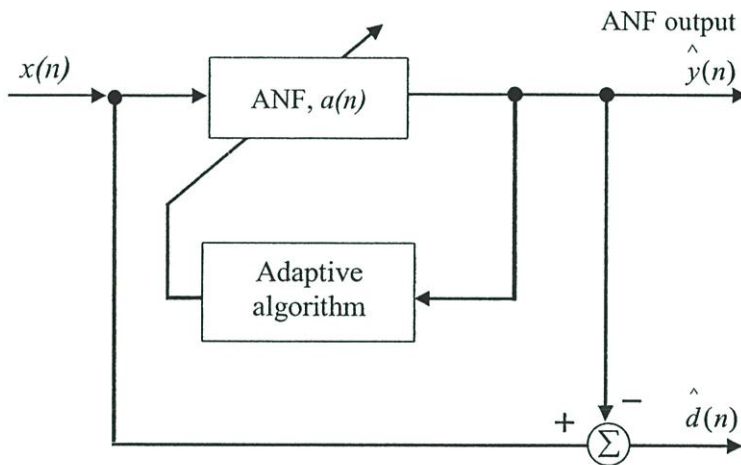 ANF output
x(n)
ŷ(n)
ANF, a(n)
Adaptive
algorithm
−
+
Σ
d̂(n)